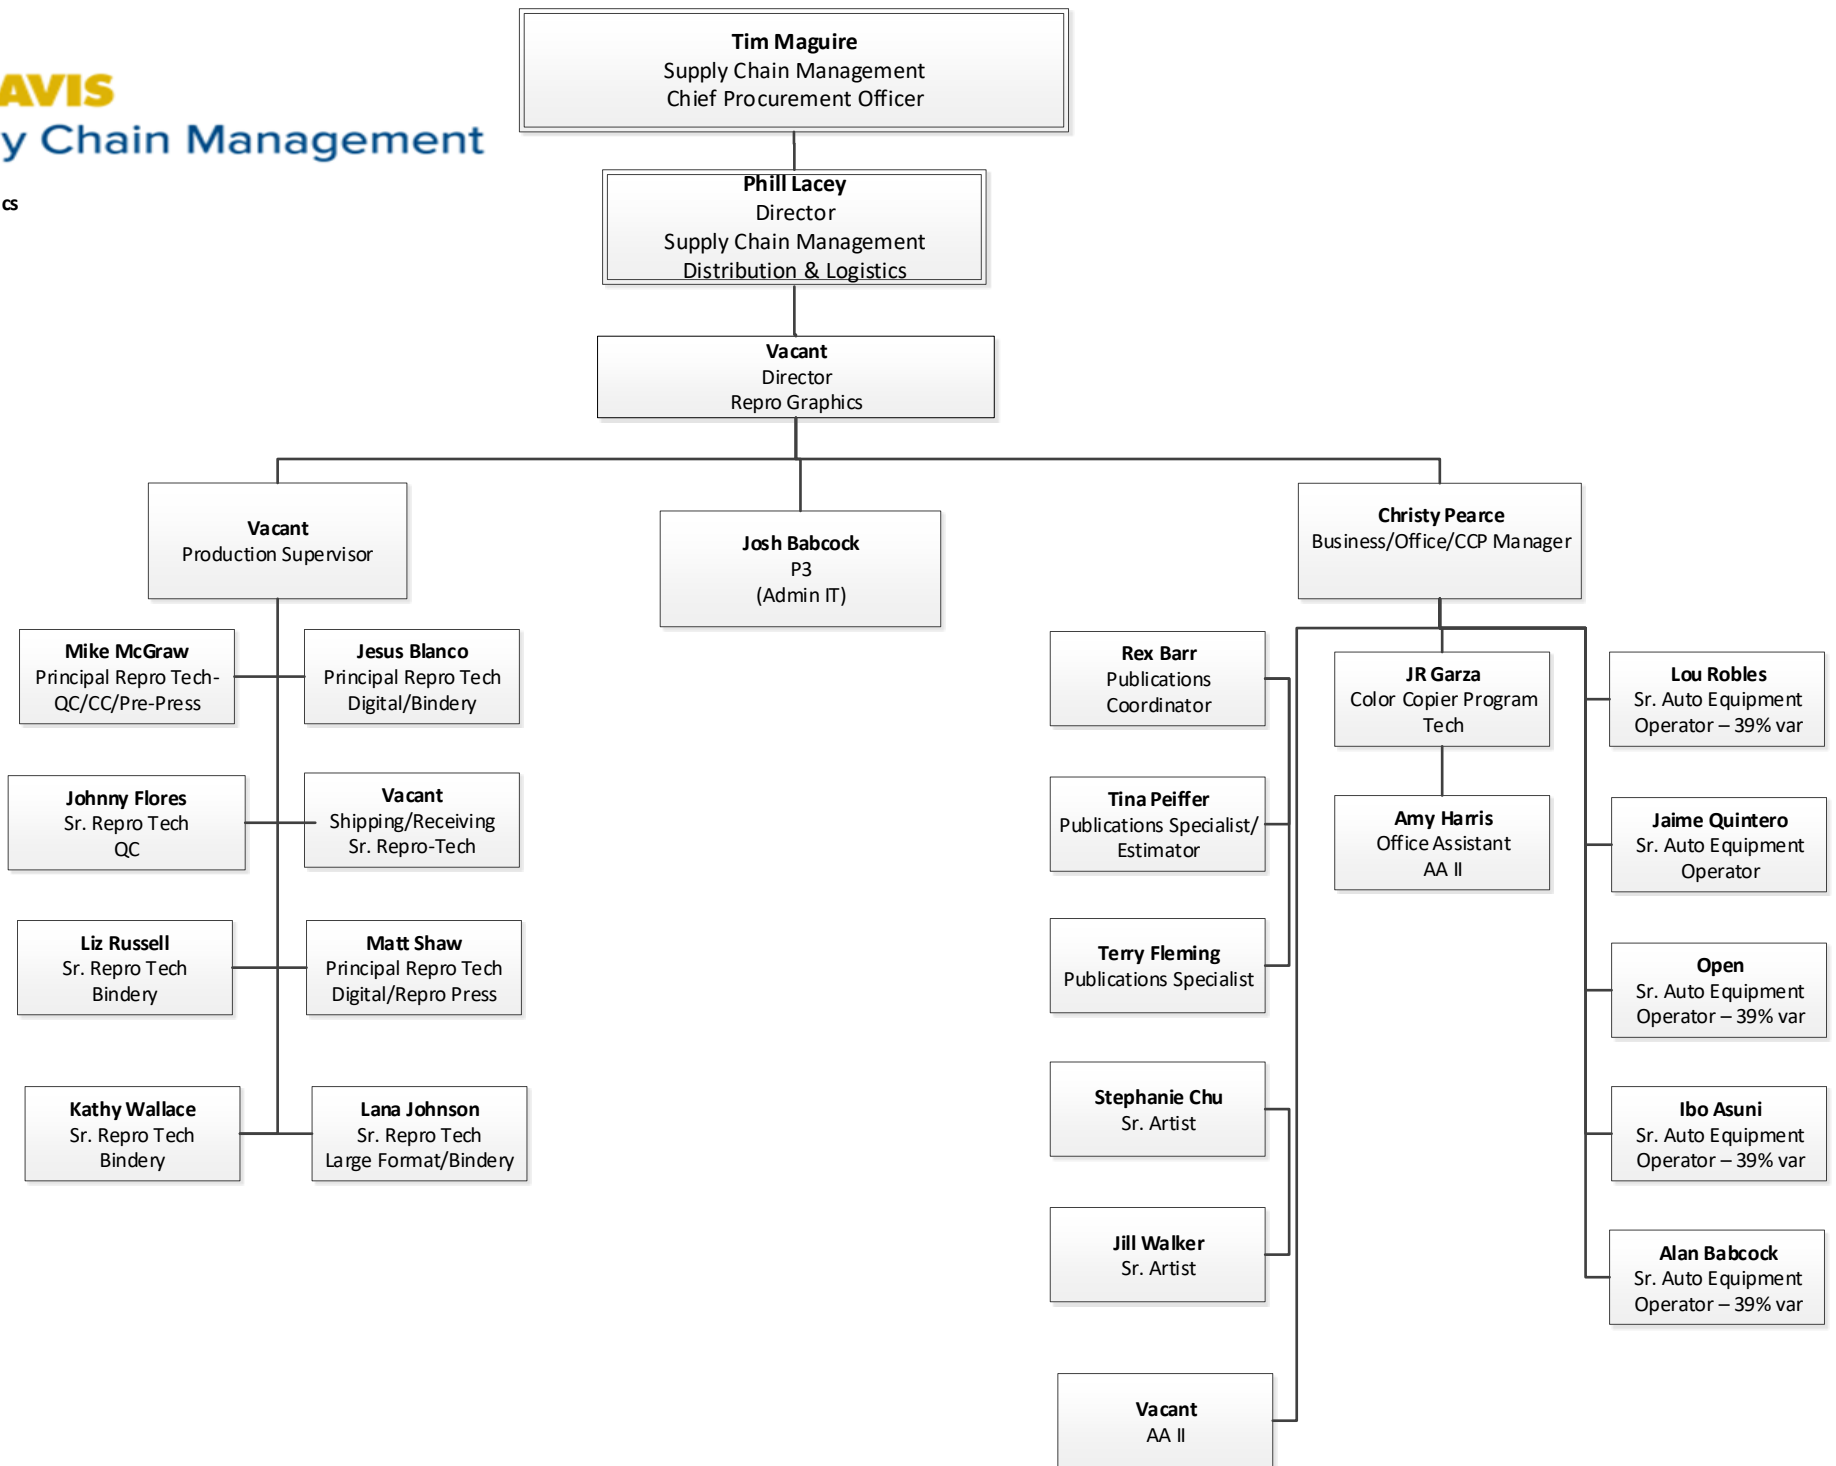 Tim Maguire
Supply Chain Management
Chief Procurement Officer
AVIS
y Chain Management
cs
Phill Lacey
Director
Supply Chain Management
Distribution & Logistics
Vacant
Director
Repro Graphics
Vacant
Production Supervisor
Josh Babcock
P3
(Admin IT)
Christy Pearce
Business/Office/CCP Manager
Mike McGraw
Principal Repro Tech-
QC/CC/Pre-Press
Jesus Blanco
Principal Repro Tech
Digital/Bindery
Johnny Flores
Sr. Repro Tech
QC
Vacant
Shipping/Receiving
Sr. Repro-Tech
Liz Russell
Sr. Repro Tech
Bindery
Matt Shaw
Principal Repro Tech
Digital/Repro Press
Kathy Wallace
Sr. Repro Tech
Bindery
Lana Johnson
Sr. Repro Tech
Large Format/Bindery
Rex Barr
Publications
Coordinator
Tina Peiffer
Publications Specialist/
Estimator
Terry Fleming
Publications Specialist
Stephanie Chu
Sr. Artist
Jill Walker
Sr. Artist
Vacant
AA II
JR Garza
Color Copier Program
Tech
Amy Harris
Office Assistant
AA II
Lou Robles
Sr. Auto Equipment
Operator – 39% var
Jaime Quintero
Sr. Auto Equipment
Operator
Open
Sr. Auto Equipment
Operator – 39% var
Ibo Asuni
Sr. Auto Equipment
Operator – 39% var
Alan Babcock
Sr. Auto Equipment
Operator – 39% var